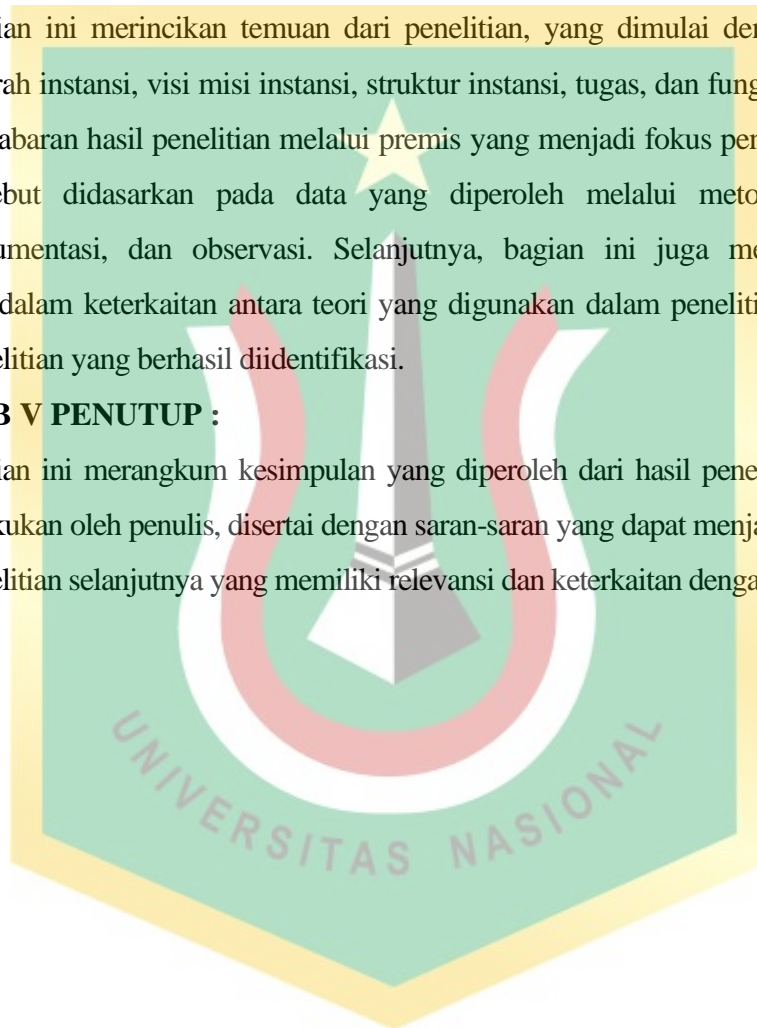 ian ini merincikan temuan dari penelitian, yang dimulai den
rah instansi, visi misi instansi, struktur instansi, tugas, dan fung
abaran hasil penelitian melalui premis yang menjadi fokus pen
ebut didasarkan pada data yang diperoleh melalui meto
umentasi, dan observasi. Selanjutnya, bagian ini juga me
dalam keterkaitan antara teori yang digunakan dalam peneliti
elitian yang berhasil diidentifikasi.
B V PENUTUP :
ian ini merangkum kesimpulan yang diperoleh dari hasil pene
kukan oleh penulis, disertai dengan saran-saran yang dapat menja
elitian selanjutnya yang memiliki relevansi dan keterkaitan denga
UNIVERSITAS NASIONAL